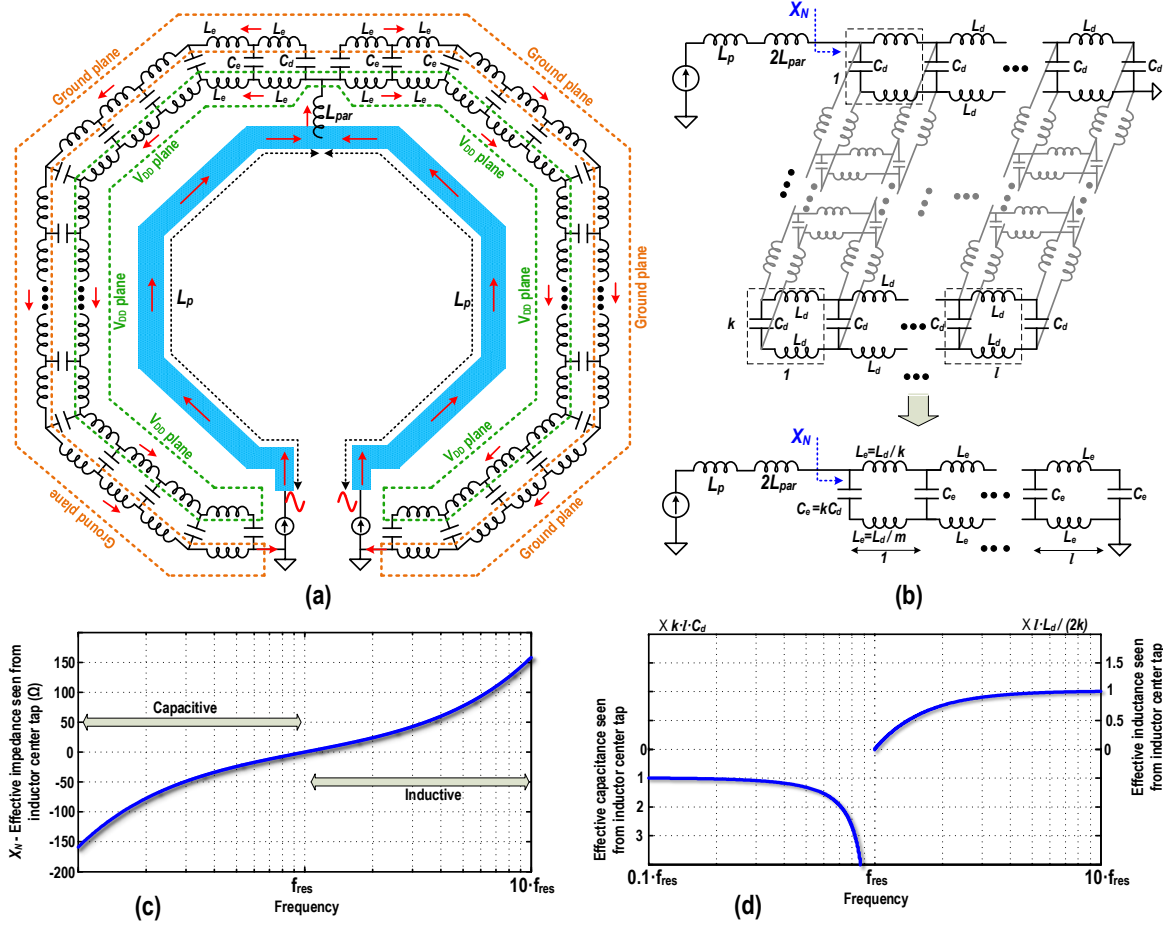 Ground plane
Ground plane
Ground plane
Ground plane
Ground plane
VDD plane
VDD plane
VDD plane
VDD plane
VDD plane
VDD plane
Le
Le
Le
Le
Ce
Cd
Ce
Cd
Le
Le
Le
Le
Lpar
Lp
Lp
(a)
XN
Lp
2Lpar
1
Cd
Cd
Ld
Ld
Cd
Ld
Ld
Cd
k
Cd
Ld
Ld
1
Cd
Ld
Ld
Cd
Ld
Ld
l
Cd
XN
Lp
2Lpar
Le=Ld/k
Ce=kCd
Le=Ld/m
1
Le
Ce
Le
Le
Ce
Le
l
Ce
(b)
XN - Effective impedance seen from
inductor center tap (Ω)
150
100
50
0
-50
-100
-150
-200
Capacitive
Inductive
fres
10·fres
Frequency
(c)
X k·l·Cd
X l·Ld/(2k)
Effective capacitance seen
from inductor center tap
0
1
2
3
1.5
1
0.5
0
Effective inductance seen
from inductor center tap
0.1·fres
fres
10·fres
Frequency
(d)